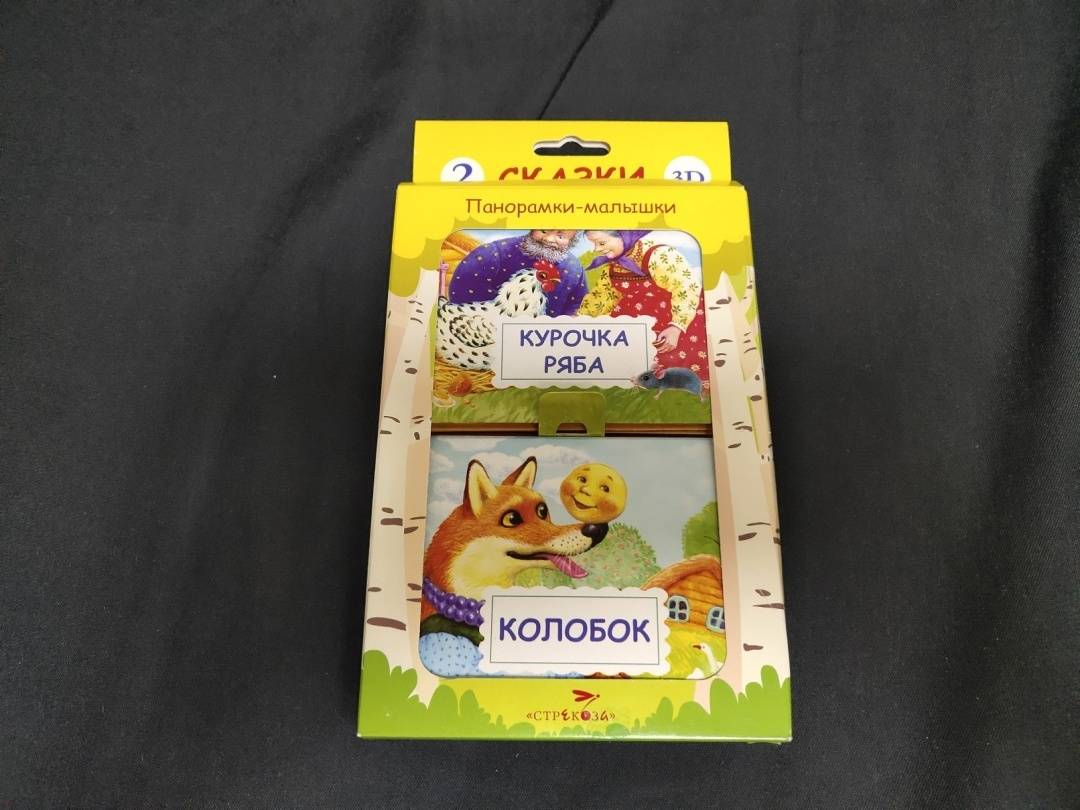 2 СКАЗКИ 3D
Панорамки-малышки
КУРОЧКА
РЯБА
КОЛОБОК
«СТРЕКОЗА»